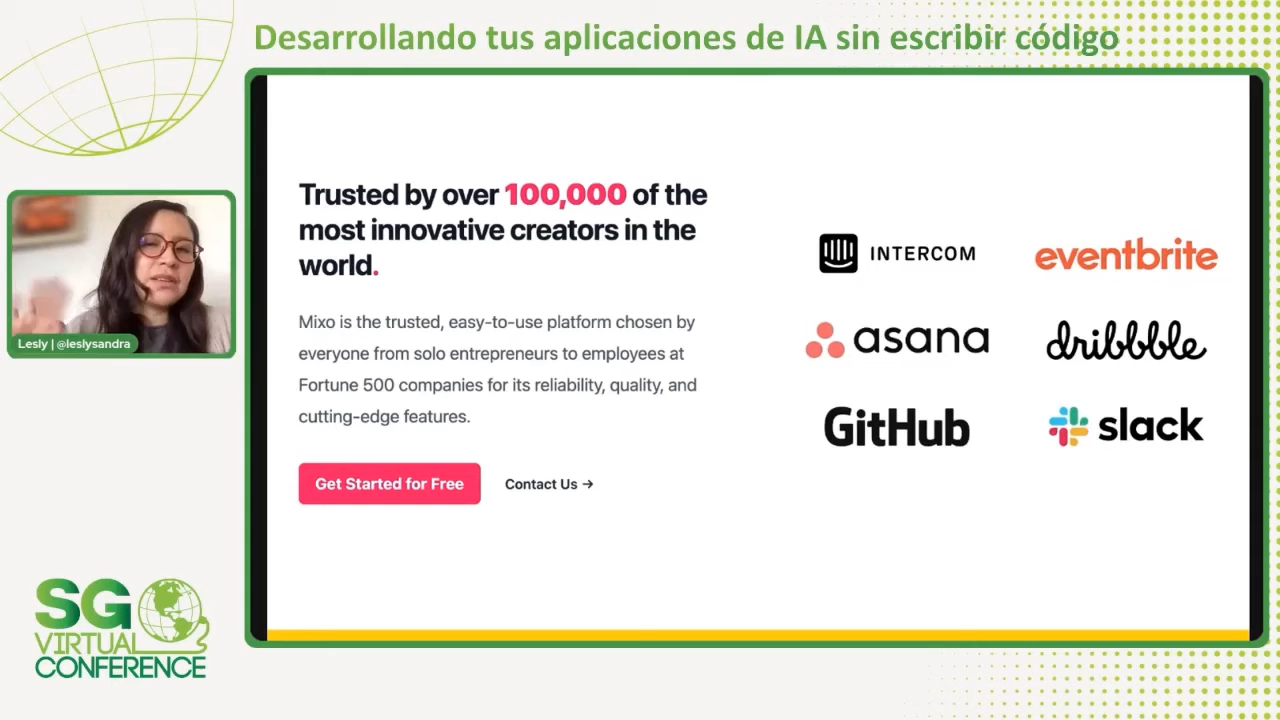 Desarrollando tus aplicaciones de IA sin escribir código
Trusted by over 100,000 of the
most innovative creators in the
world.
Mixo is the trusted, easy-to-use platform chosen by
everyone from solo entrepreneurs to employees at
Fortune 500 companies for its reliability, quality, and
cutting-edge features.
Get Started for Free
Contact Us →
INTERCOM
eventbrite
asana
dribbble
GitHub
slack
Lesly | @leslysandra
SG
VIRTUAL
CONFERENCE